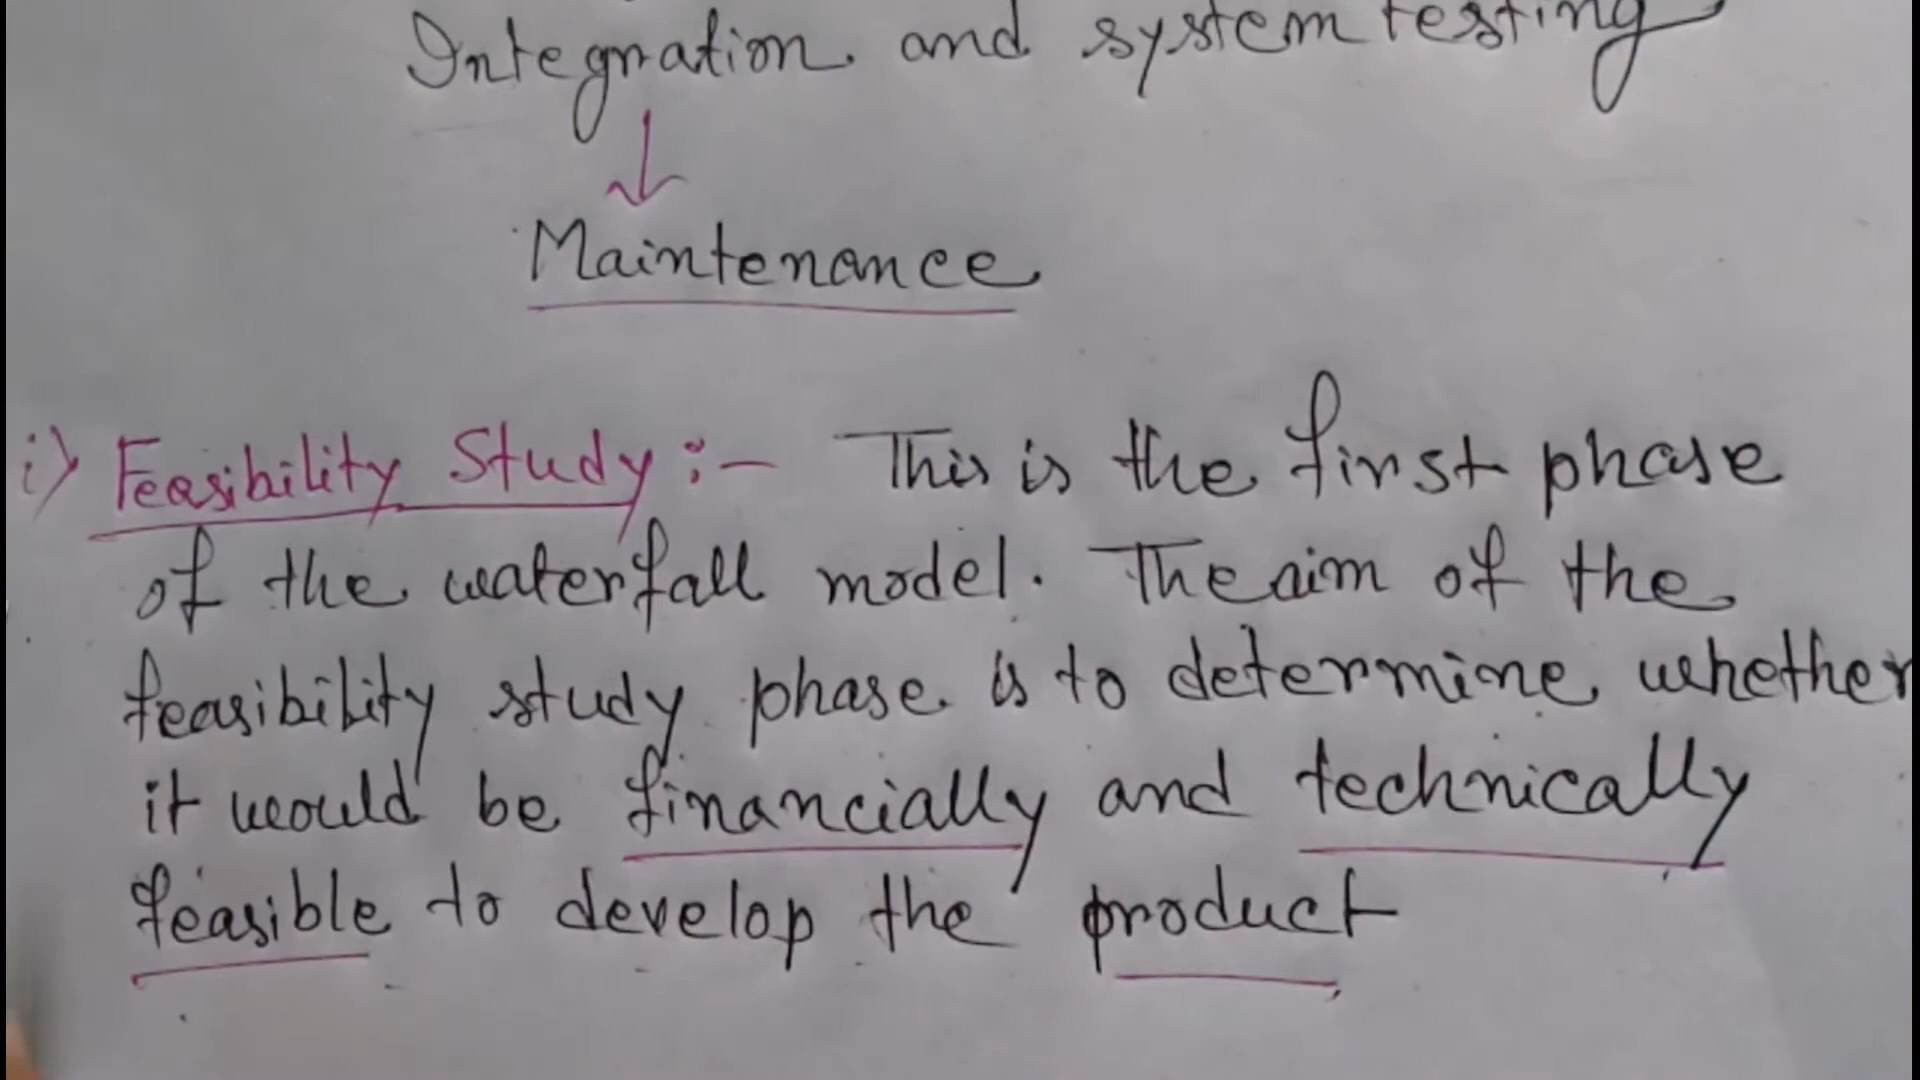 Integration and system testing
↓
Maintenance
i) Feasibility Study :- This is the first phase
of the waterfall model. The aim of the
feasibility study phase is to determine whether
it would be financially and technically
feasible to develop the product